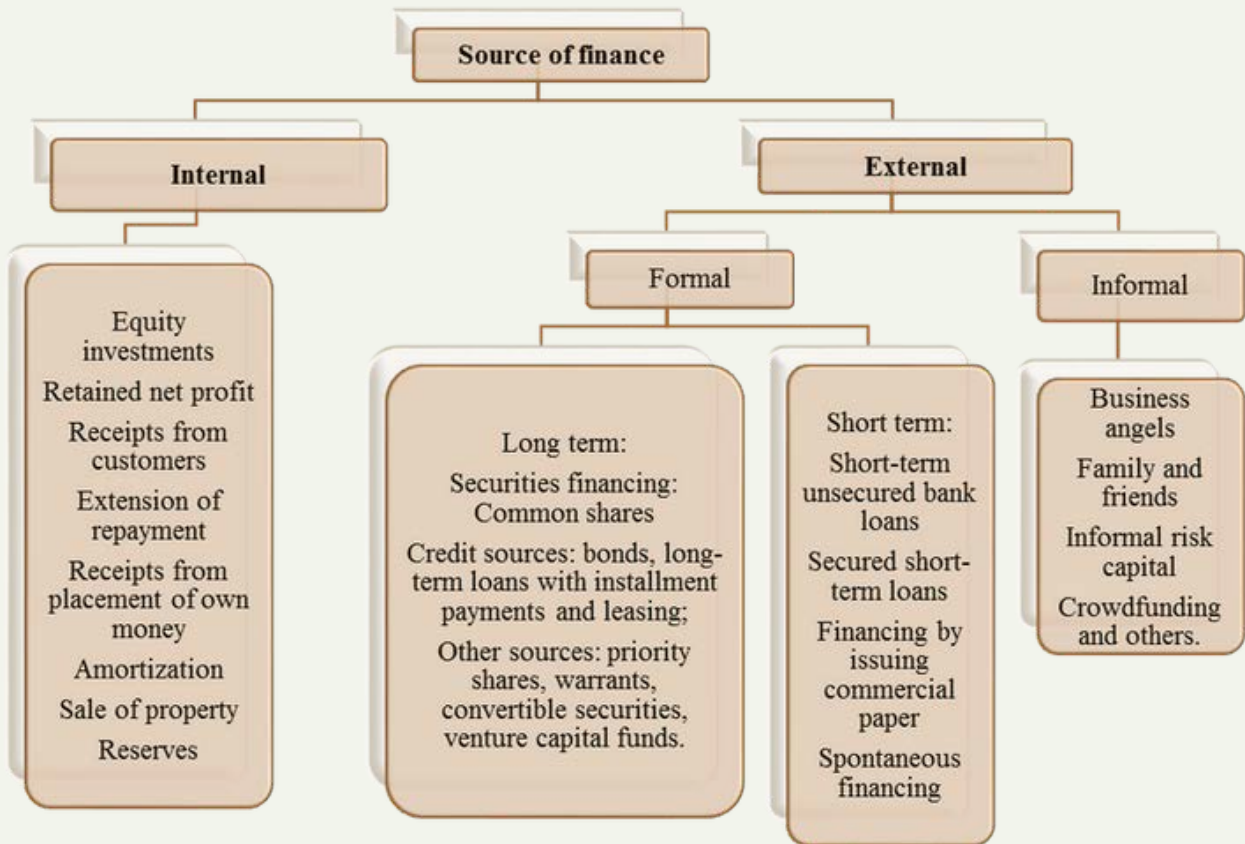 Source of finance
Internal
External
Formal
Informal
Equity
investments
Retained net profit
Receipts from
customers
Extension of
repayment
Receipts from
placement of own
money
Amortization
Sale of property
Reserves
Long term:
Securities financing:
Common shares
Credit sources: bonds, long-
term loans with installment
payments and leasing;
Other sources: priority
shares, warrants,
convertible securities,
venture capital funds.
Short term:
Short-term
unsecured bank
loans
Secured short-
term loans
Financing by
issuing
commercial
paper
Spontaneous
financing
Business
angels
Family and
friends
Informal risk
capital
Crowdfunding
and others.